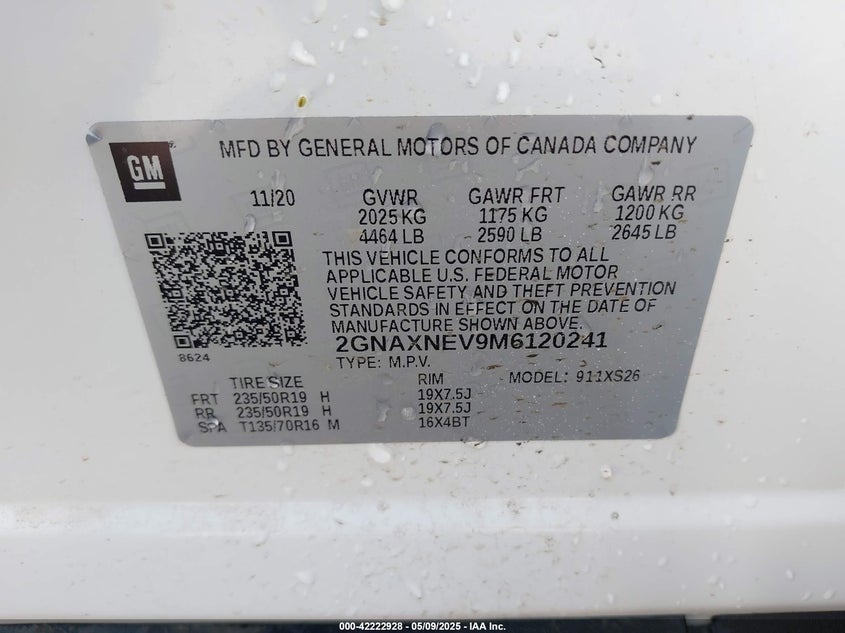 GM
MFD BY GENERAL MOTORS OF CANADA COMPANY
11/20 GVWR GAWR FRT GAWR RR
2025 KG 1175 KG 1200 KG
4464 LB 2590 LB 2645 LB
THIS VEHICLE CONFORMS TO ALL
APPLICABLE U.S. FEDERAL MOTOR
VEHICLE SAFETY AND THEFT PREVENTION
STANDARDS IN EFFECT ON THE DATE OF
MANUFACTURE SHOWN ABOVE.
8624
2GNAXNEV9M6120241
TYPE: M.P.V.
TIRE SIZE RIM MODEL: 911XS26
FRT 235/50R19 H 19X7.5J
RR 235/50R19 H 19X7.5J
SPA T135/70R16 M 16X4BT
000-42222928 - 05/09/2025 - IAA Inc.